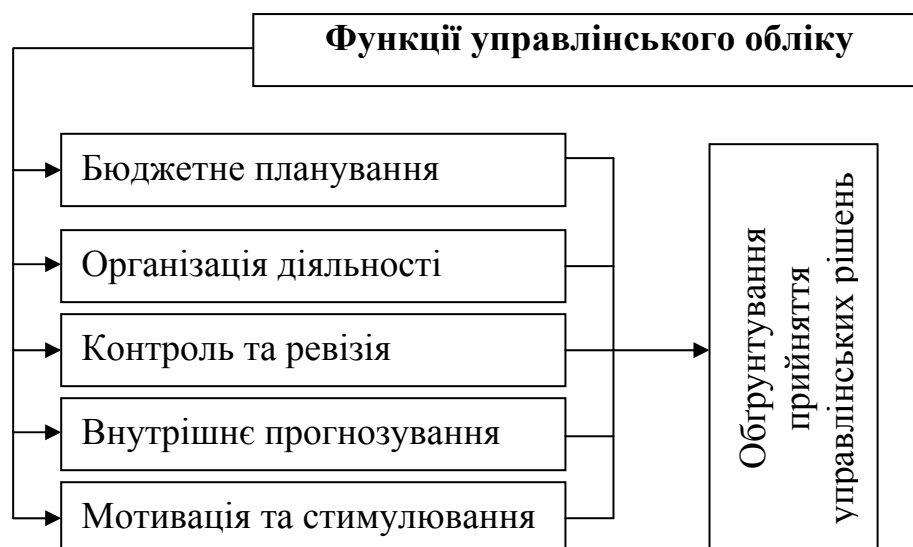 Функції управлінського обліку
Бюджетне планування
Організація діяльності
Контроль та ревізія
Внутрішнє прогнозування
Мотивація та стимулювання
Обґрунтування
прийняття
управлінських рішень